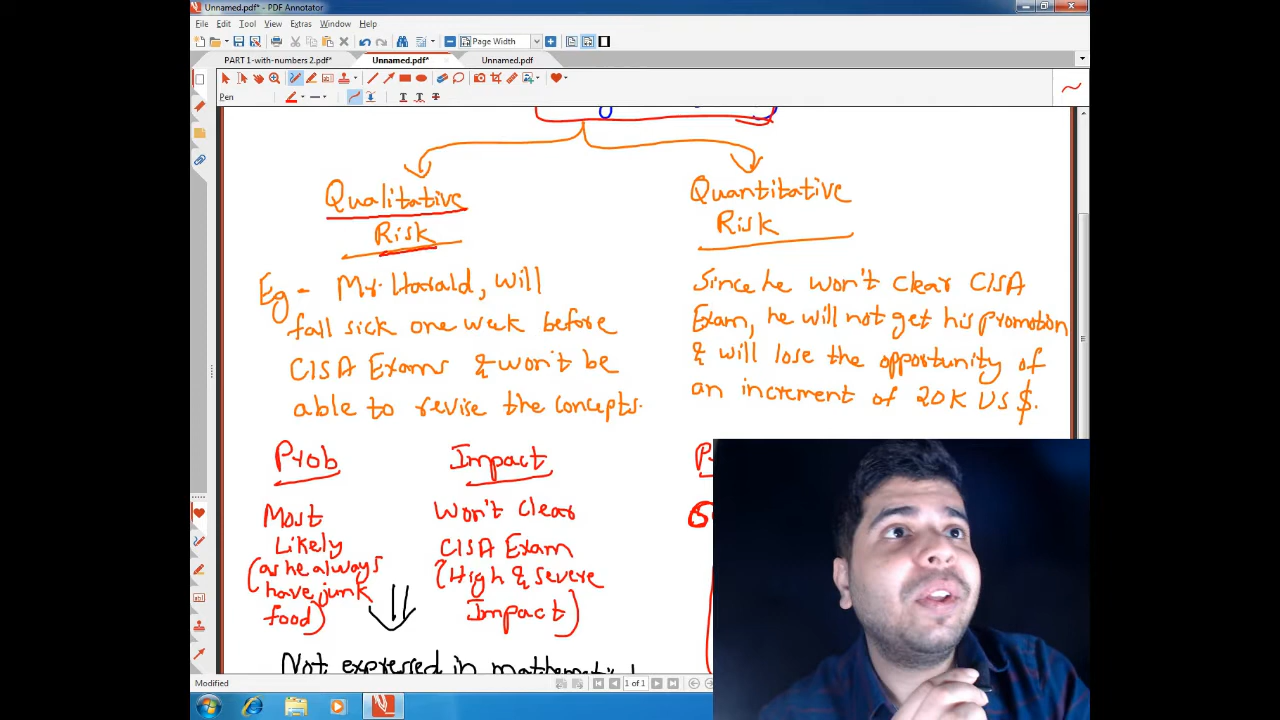 Unnamed.pdf* - PDF Annotator
File Edit Tool View Extras Window Help
Page Width
PART 1-with-numbers 2.pdf*
Unnamed.pdf*
Unnamed.pdf
Pen
Qualitative
Risk
Eg - Mr. Harald, will
fall sick one week before
CISA Exams & won't be
able to revise the concepts.
Quantitative
Risk
Since he won't clear CISA
Exam, he will not get his promotion
& will lose the opportunity of
an increment of 20K US $.
Prob
Most
Likely
(as he always
have junk
food)
Impact
Won't clear
CISA Exam
(High & Severe
Impact)
Not expressed in
Modified
1 of 1